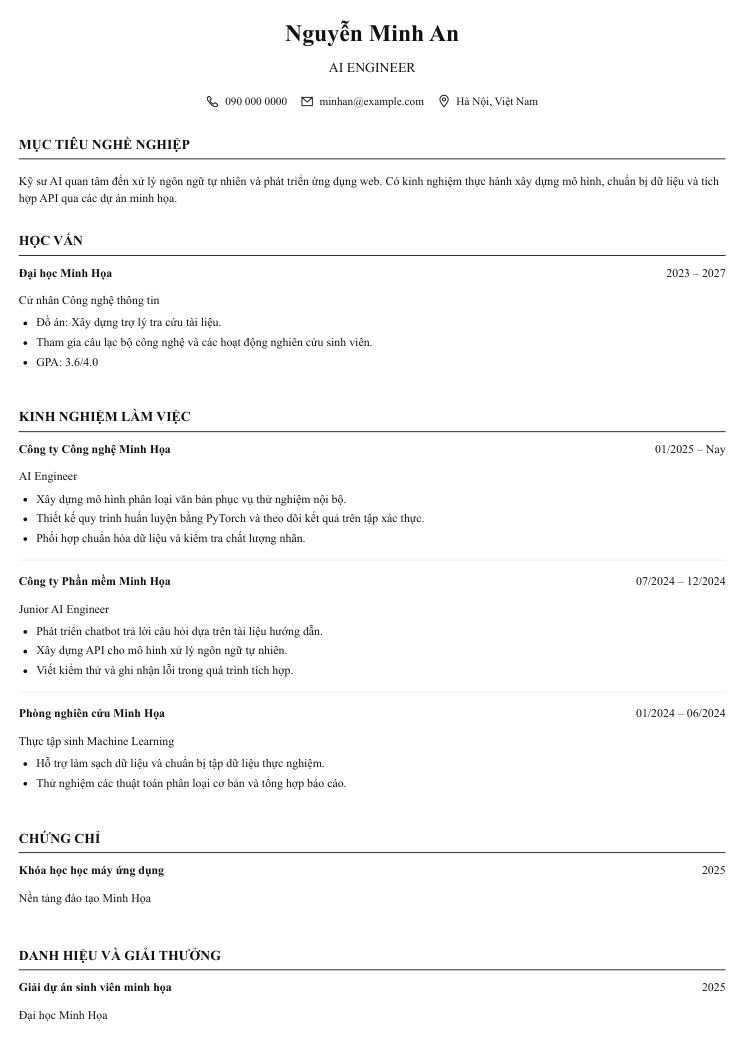 Nguyễn Minh An
AI ENGINEER
090 000 0000 minhan@example.com Hà Nội, Việt Nam
MỤC TIÊU NGHỀ NGHIỆP
Kỹ sư AI quan tâm đến xử lý ngôn ngữ tự nhiên và phát triển ứng dụng web. Có kinh nghiệm thực hành xây dựng mô hình, chuẩn bị dữ liệu và tích
hợp API qua các dự án minh họa.
HỌC VẤN
Đại học Minh Họa 2023 – 2027
Cử nhân Công nghệ thông tin
• Đồ án: Xây dựng trợ lý tra cứu tài liệu.
• Tham gia câu lạc bộ công nghệ và các hoạt động nghiên cứu sinh viên.
• GPA: 3.6/4.0
KINH NGHIỆM LÀM VIỆC
Công ty Công nghệ Minh Họa 01/2025 – Nay
AI Engineer
• Xây dựng mô hình phân loại văn bản phục vụ thử nghiệm nội bộ.
• Thiết kế quy trình huấn luyện bằng PyTorch và theo dõi kết quả trên tập xác thực.
• Phối hợp chuẩn hóa dữ liệu và kiểm tra chất lượng nhãn.
Công ty Phần mềm Minh Họa 07/2024 – 12/2024
Junior AI Engineer
• Phát triển chatbot trả lời câu hỏi dựa trên tài liệu hướng dẫn.
• Xây dựng API cho mô hình xử lý ngôn ngữ tự nhiên.
• Viết kiểm thử và ghi nhận lỗi trong quá trình tích hợp.
Phòng nghiên cứu Minh Họa 01/2024 – 06/2024
Thực tập sinh Machine Learning
• Hỗ trợ làm sạch dữ liệu và chuẩn bị tập dữ liệu thực nghiệm.
• Thử nghiệm các thuật toán phân loại cơ bản và tổng hợp báo cáo.
CHỨNG CHỈ
Khóa học học máy ứng dụng 2025
Nền tảng đào tạo Minh Họa
DANH HIỆU VÀ GIẢI THƯỞNG
Giải dự án sinh viên minh họa 2025
Đại học Minh Họa